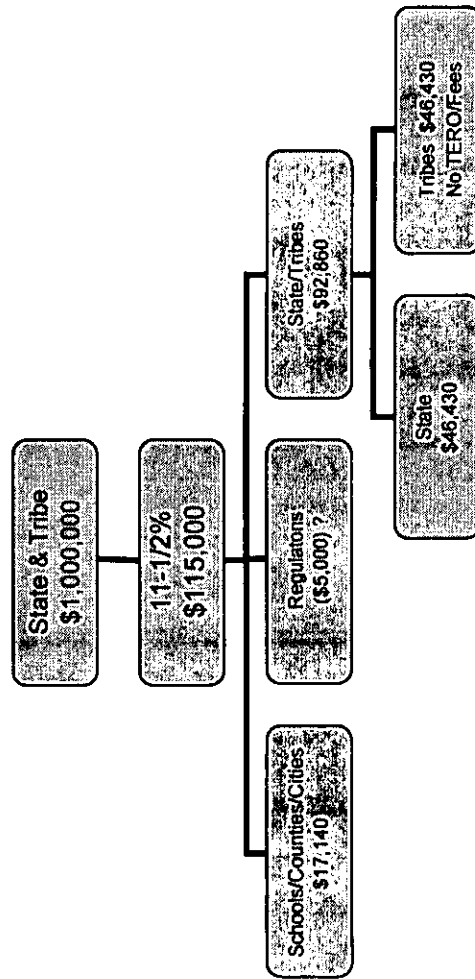 State & Tribe
$1,000,000
11-1/2%
$115,000
Schools/Counties/Cities
$17,140
Regulatons
($5,000) ?
State/Tribes
$92,860
State
$46,430
Tribes $46,430
No TERO/Fees